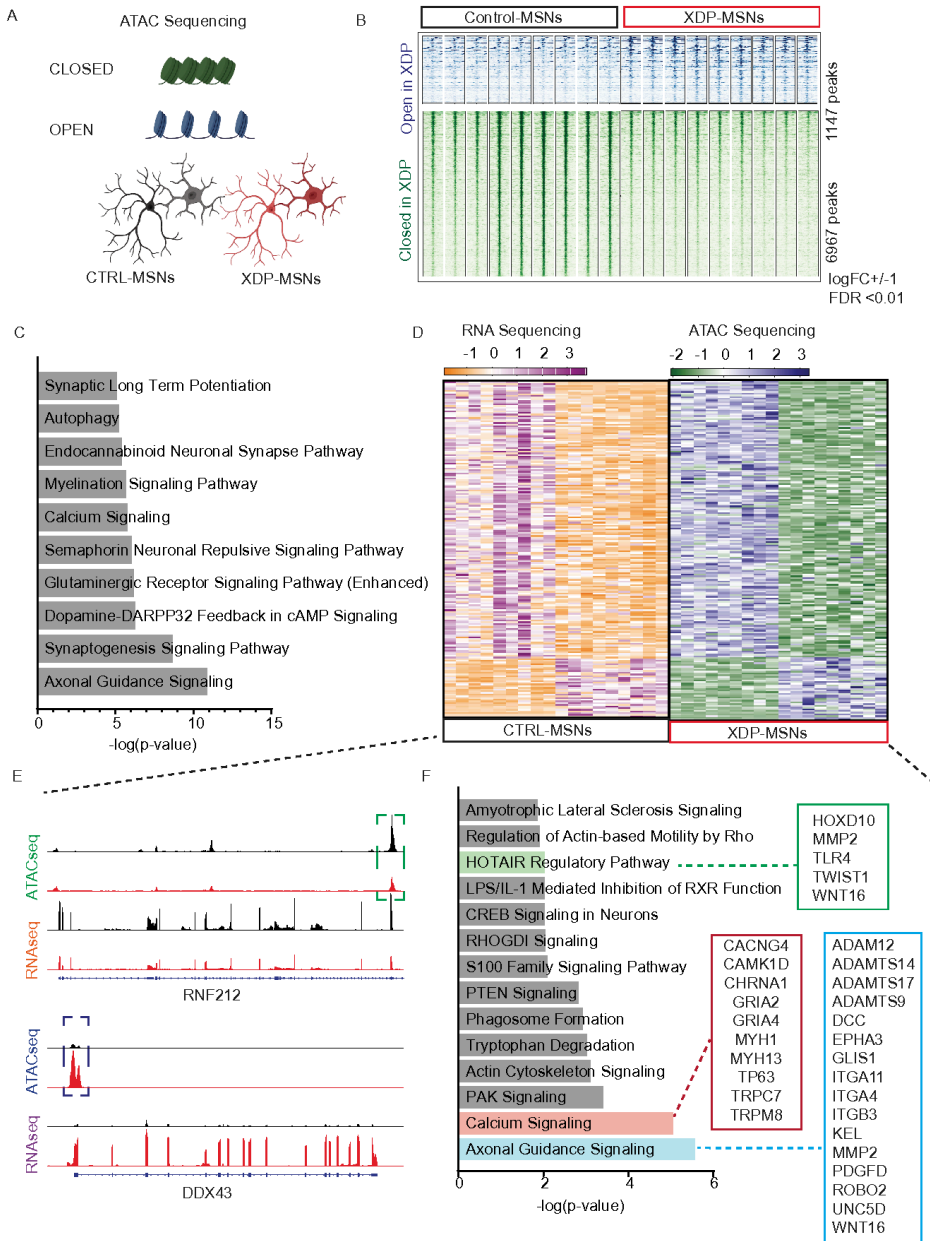 A
ATAC Sequencing
CLOSED
OPEN
CTRL-MSNs
XDP-MSNs
B
Control-MSNs
XDP-MSNs
Open in XDP
Closed in XDP
1147 peaks
6967 peaks
logFC+/-1
FDR <0.01
C
Synaptic Long Term Potentiation
Autophagy
Endocannabinoid Neuronal Synapse Pathway
Myelination Signaling Pathway
Calcium Signaling
Semaphorin Neuronal Repulsive Signaling Pathway
Glutaminergic Receptor Signaling Pathway (Enhanced)
Dopamine-DARPP32 Feedback in cAMP Signaling
Synaptogenesis Signaling Pathway
Axonal Guidance Signaling
0 5 10 15
-log(p-value)
D
RNA Sequencing
-1 0 1 2 3
ATAC Sequencing
-2 -1 0 1 2 3
CTRL-MSNs
XDP-MSNs
E
ATACseq
RNAseq
RNF212
ATACseq
RNAseq
DDX43
F
Amyotrophic Lateral Sclerosis Signaling
Regulation of Actin-based Motility by Rho
HOTAIR Regulatory Pathway
LPS/IL-1 Mediated Inhibition of RXR Function
CREB Signaling in Neurons
RHOGDI Signaling
S100 Family Signaling Pathway
PTEN Signaling
Phagosome Formation
Tryptophan Degradation
Actin Cytoskeleton Signaling
PAK Signaling
Calcium Signaling
Axonal Guidance Signaling
0 2 4 6
-log(p-value)
HOXD10
MMP2
TLR4
TWIST1
WNT16
CACNG4
CAMK1D
CHRNA1
GRIA2
GRIA4
MYH1
MYH13
TP63
TRPC7
TRPM8
ADAM12
ADAMTS14
ADAMTS17
ADAMTS9
DCC
EPHA3
GLIS1
ITGA11
ITGA4
ITGB3
KEL
MMP2
PDGFD
ROBO2
UNC5D
WNT16